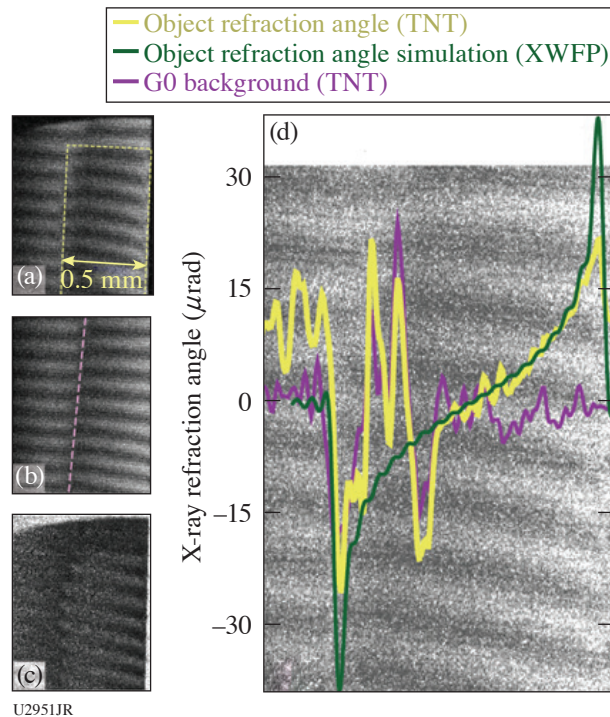 Object refraction angle (TNT)
Object refraction angle simulation (XWFP)
G0 background (TNT)
(a)
0.5 mm
(b)
(c)
(d)
X-ray refraction angle (μrad)
30
15
0
–15
–30
U2951JR